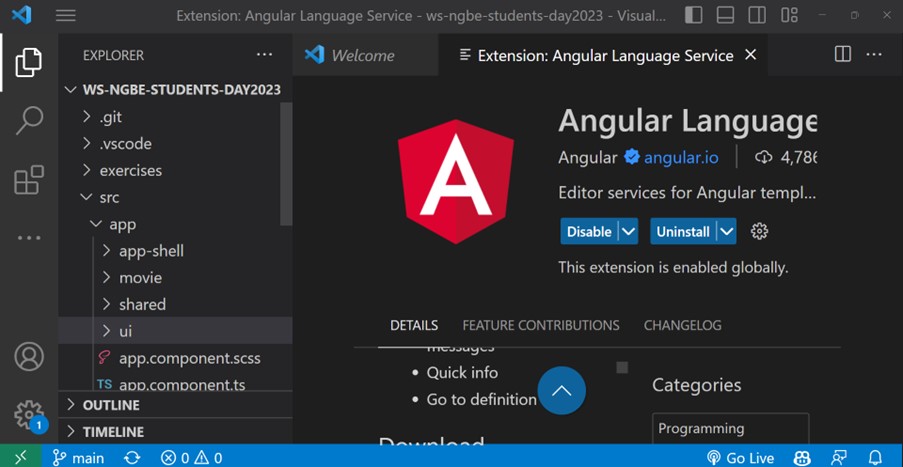 Extension: Angular Language Service - ws-ngbe-students-day2023 - Visual...
EXPLORER
WS-NGBE-STUDENTS-DAY2023
.git
.vscode
exercises
src
app
app-shell
movie
shared
ui
app.component.scss
TS app.component.ts
OUTLINE
TIMELINE
Welcome
Extension: Angular Language Service
A
Angular Language
Angular angular.io 4,786
Editor services for Angular templ...
Disable Uninstall
This extension is enabled globally.
DETAILS FEATURE CONTRIBUTIONS CHANGELOG
messages
• Quick info
• Go to definition
Download
Categories
Programming
1
main 0 0 Go Live